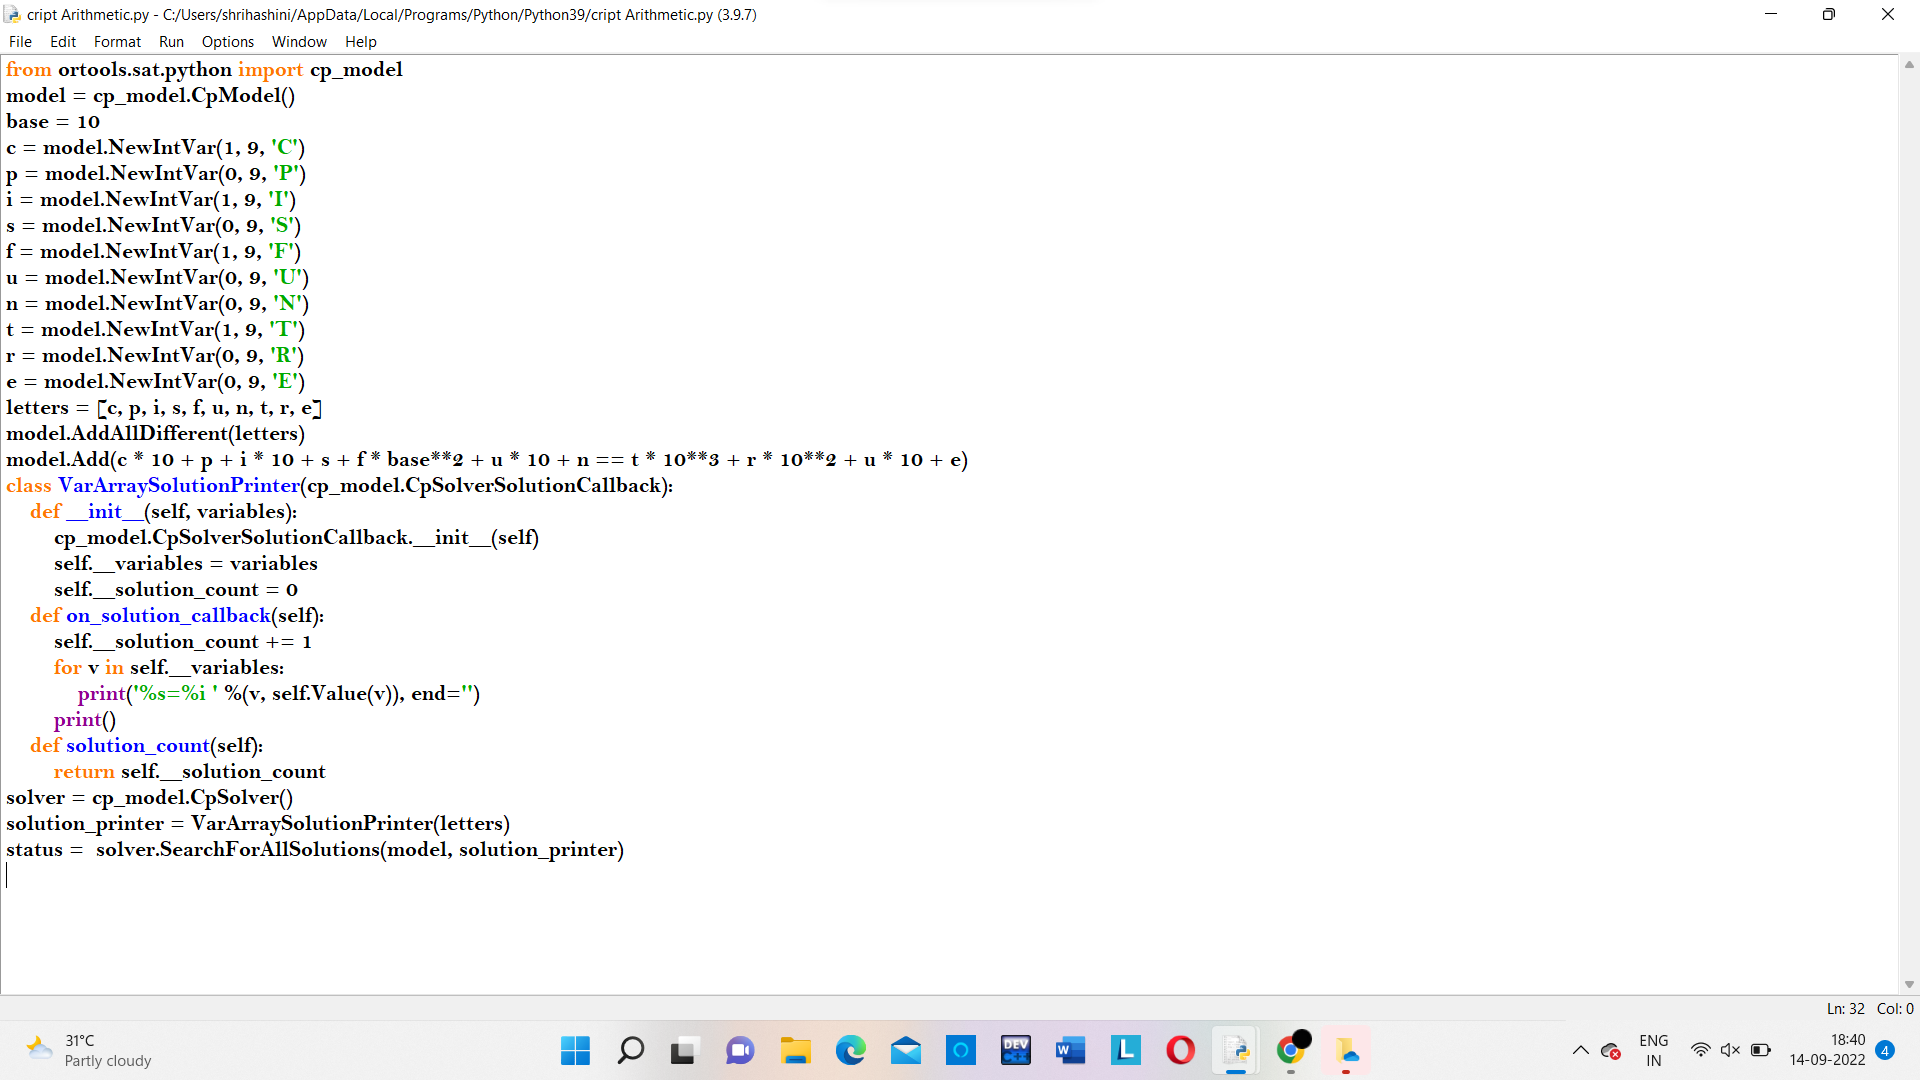 cript Arithmetic.py - C:/Users/shrihashini/AppData/Local/Programs/Python/Python39/cript Arithmetic.py (3.9.7)
File Edit Format Run Options Window Help
from ortools.sat.python import cp_model
model = cp_model.CpModel()
base = 10
c = model.NewIntVar(1, 9, 'C')
p = model.NewIntVar(0, 9, 'P')
i = model.NewIntVar(1, 9, 'I')
s = model.NewIntVar(0, 9, 'S')
f = model.NewIntVar(1, 9, 'F')
u = model.NewIntVar(0, 9, 'U')
n = model.NewIntVar(0, 9, 'N')
t = model.NewIntVar(1, 9, 'T')
r = model.NewIntVar(0, 9, 'R')
e = model.NewIntVar(0, 9, 'E')
letters = [c, p, i, s, f, u, n, t, r, e]
model.AddAllDifferent(letters)
model.Add(c * 10 + p + i * 10 + s + f * base**2 + u * 10 + n == t * 10**3 + r * 10**2 + u * 10 + e)
class VarArraySolutionPrinter(cp_model.CpSolverSolutionCallback):
    def __init__(self, variables):
        cp_model.CpSolverSolutionCallback.__init__(self)
        self.__variables = variables
        self.__solution_count = 0
    def on_solution_callback(self):
        self.__solution_count += 1
        for v in self.__variables:
            print('%s=%i ' %(v, self.Value(v)), end='')
        print()
    def solution_count(self):
        return self.__solution_count
solver = cp_model.CpSolver()
solution_printer = VarArraySolutionPrinter(letters)
status =  solver.SearchForAllSolutions(model, solution_printer)
Ln: 32 Col: 0
31°C
Partly cloudy
DEV
C++
W
L
ENG
IN
18:40
14-09-2022
4